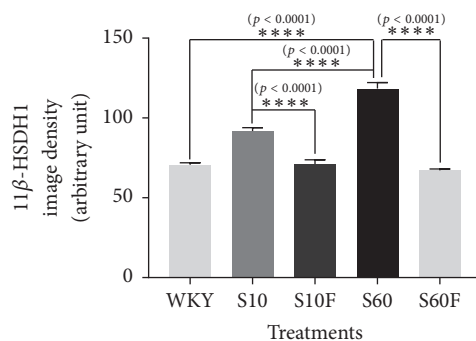 (p < 0.0001)
(p < 0.0001)
****
****
(p < 0.0001)
****
(p < 0.0001)
****
150
100
50
0
11β-HSDH1
image density
(arbitrary unit)
WKY S10 S10F S60 S60F
Treatments